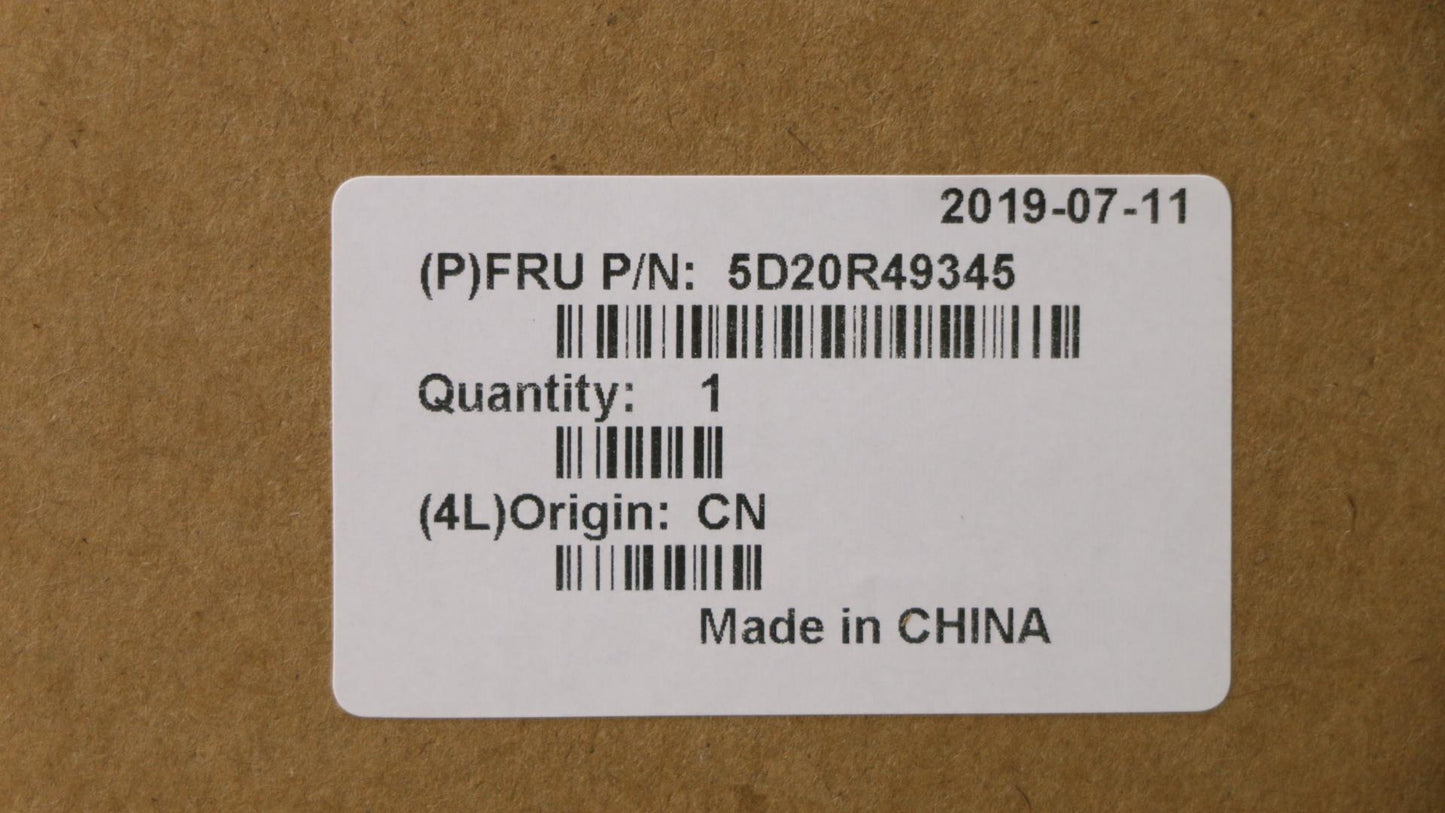 2019-07-11
(P)FRU P/N: 5D20R49345
Quantity: 1
(4L)Origin: CN
Made in CHINA